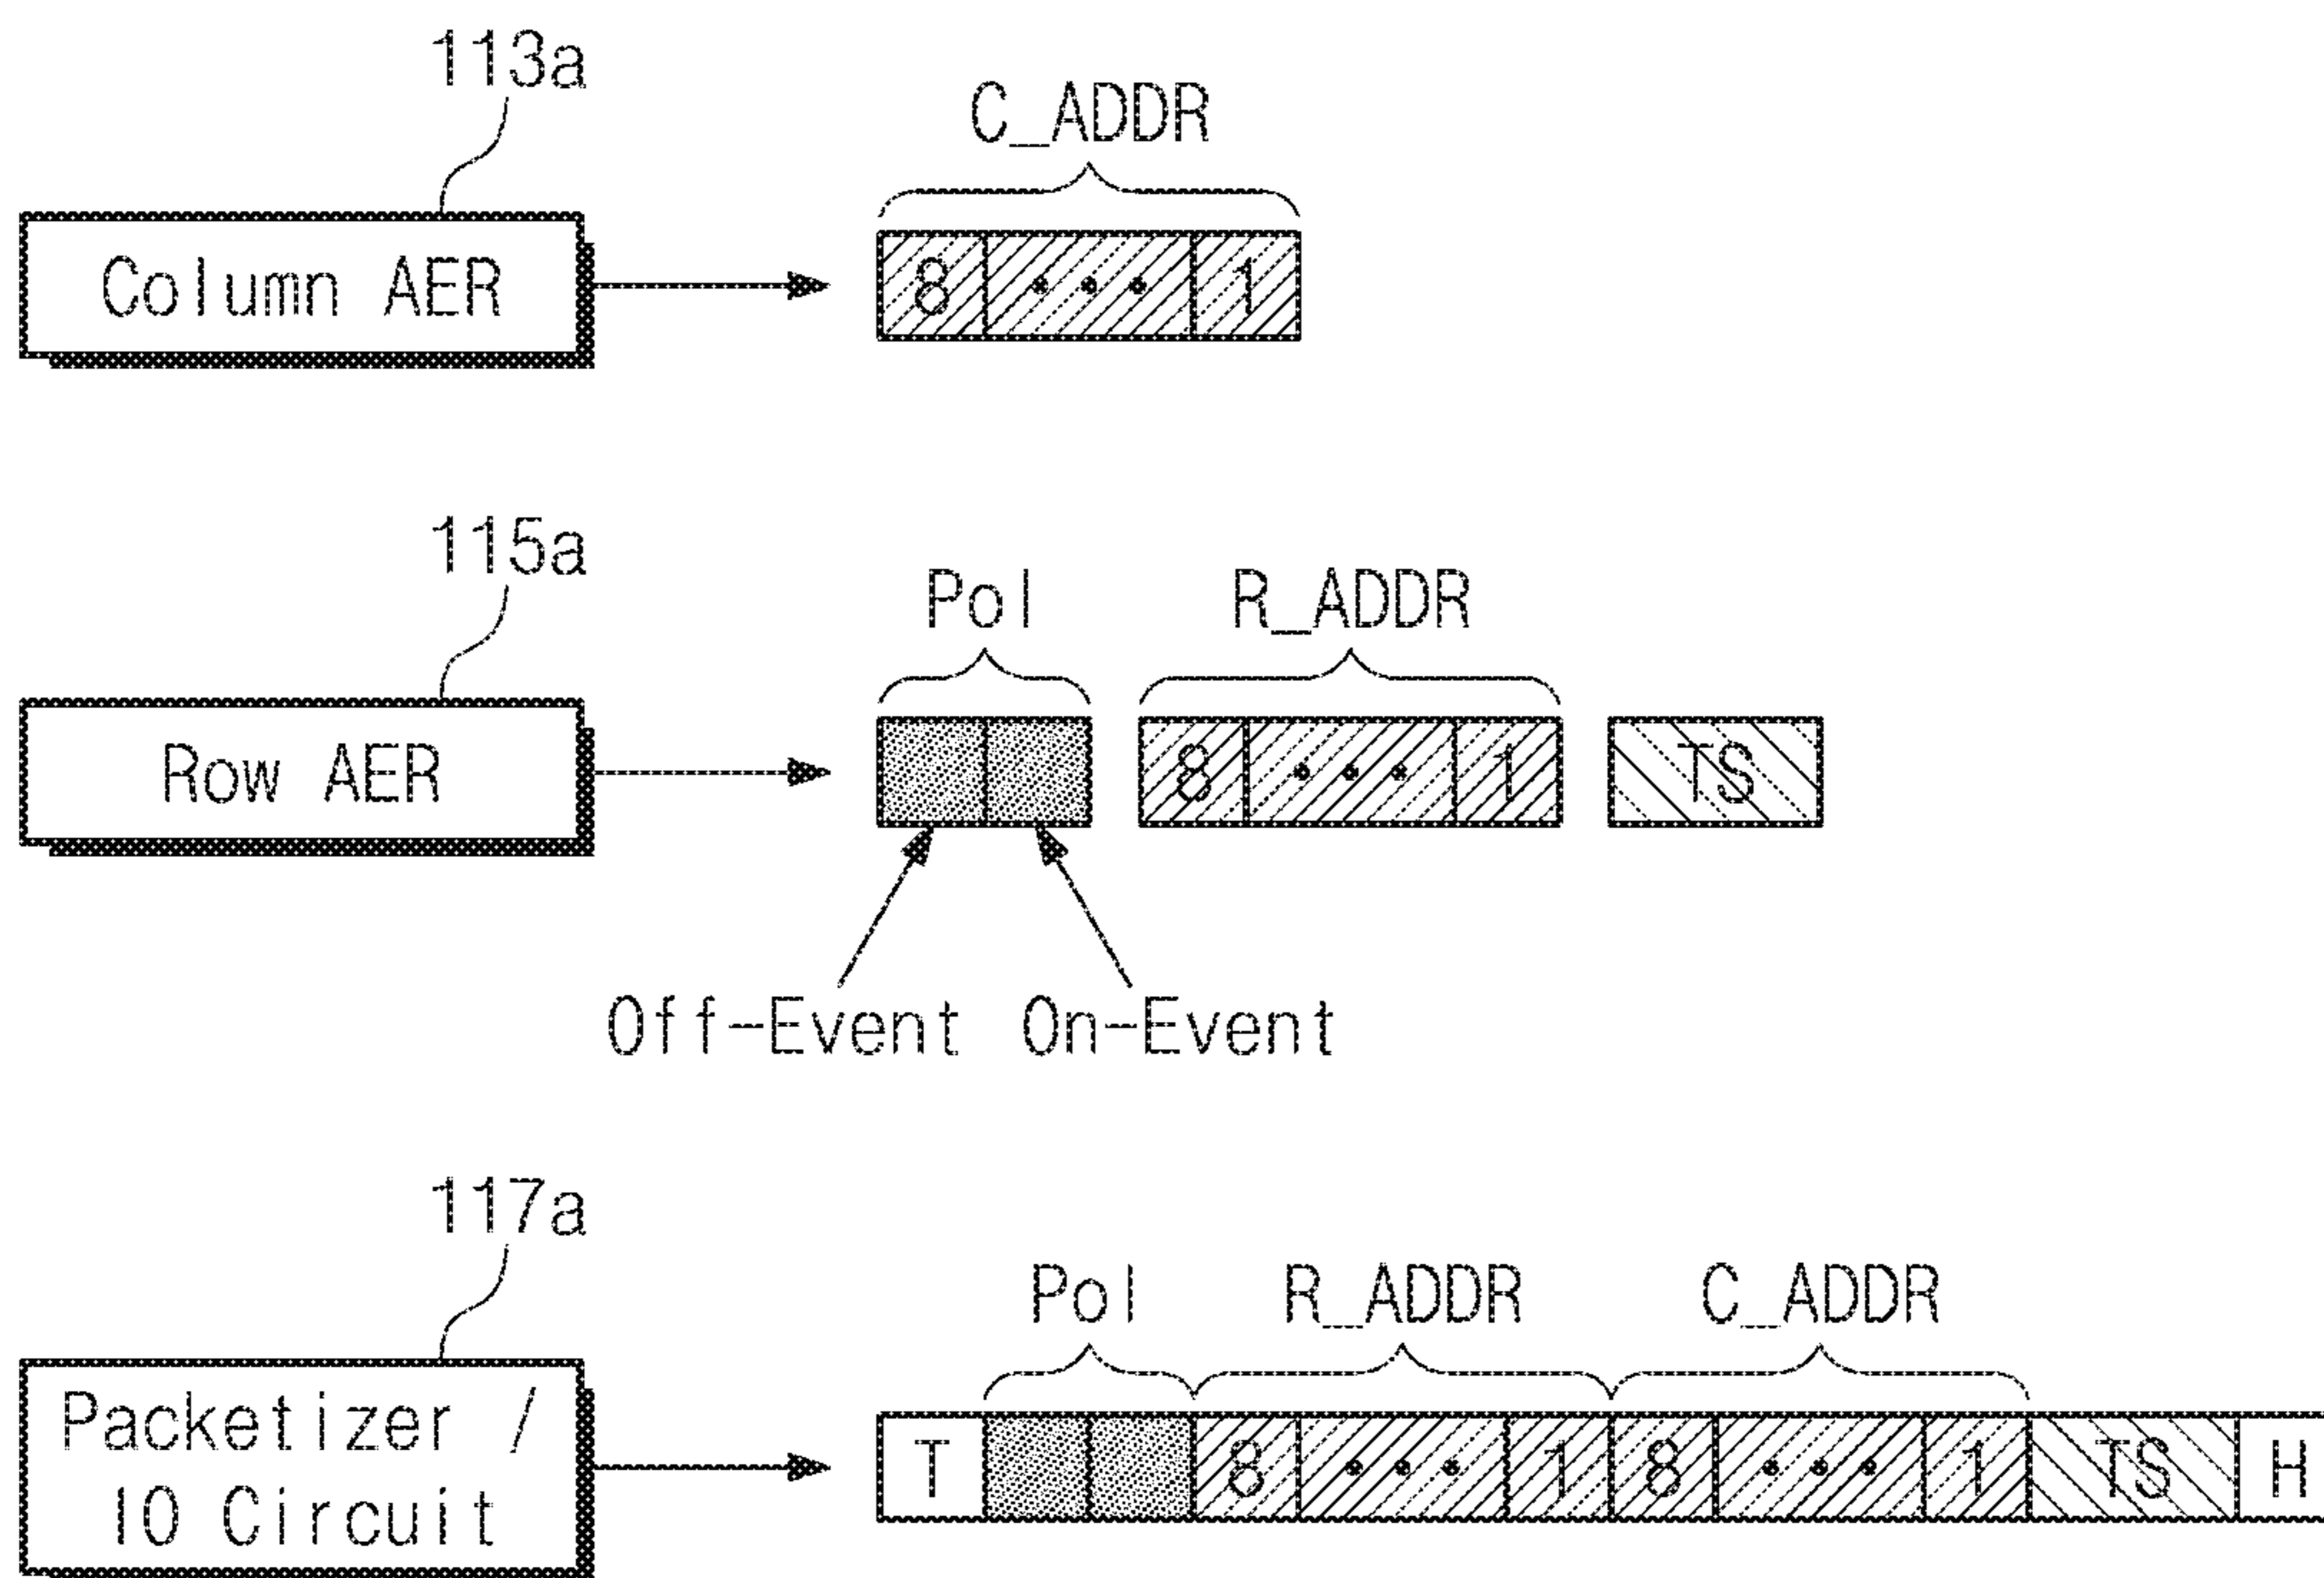 113a
C_ADDR
Column AER
8 ... 1
115a
Pol R_ADDR
Row AER
8 ... 1 TS
Off-Event On-Event
117a
Pol R_ADDR C_ADDR
Packetizer /
IO Circuit
T 8 ... 1 8 ... 1 TS H